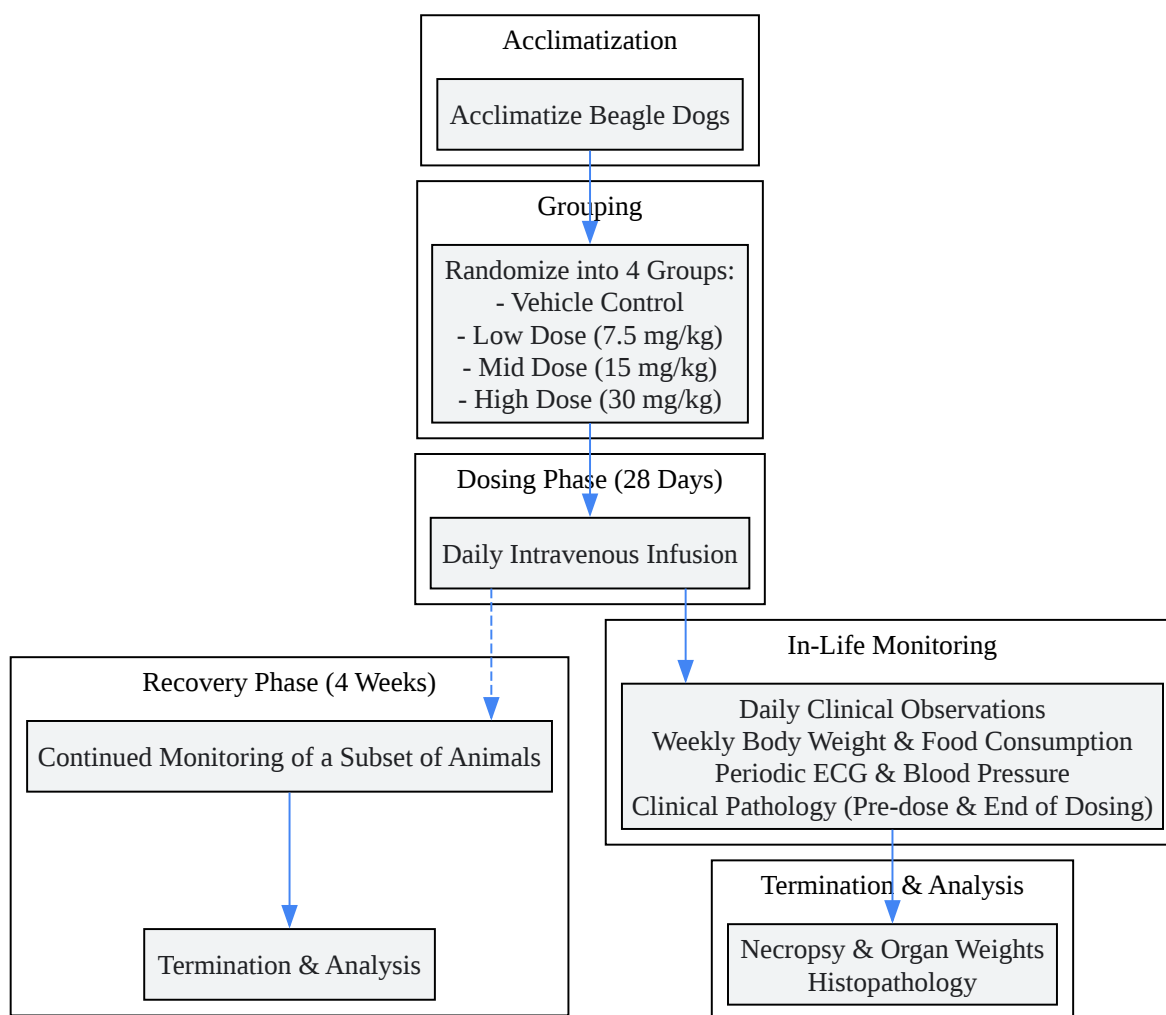 Acclimatization
Acclimatize Beagle Dogs
Grouping
Randomize into 4 Groups:
- Vehicle Control
- Low Dose (7.5 mg/kg)
- Mid Dose (15 mg/kg)
- High Dose (30 mg/kg)
Dosing Phase (28 Days)
Daily Intravenous Infusion
Recovery Phase (4 Weeks)
Continued Monitoring of a Subset of Animals
Termination & Analysis
In-Life Monitoring
Daily Clinical Observations
Weekly Body Weight & Food Consumption
Periodic ECG & Blood Pressure
Clinical Pathology (Pre-dose & End of Dosing)
Termination & Analysis
Necropsy & Organ Weights
Histopathology